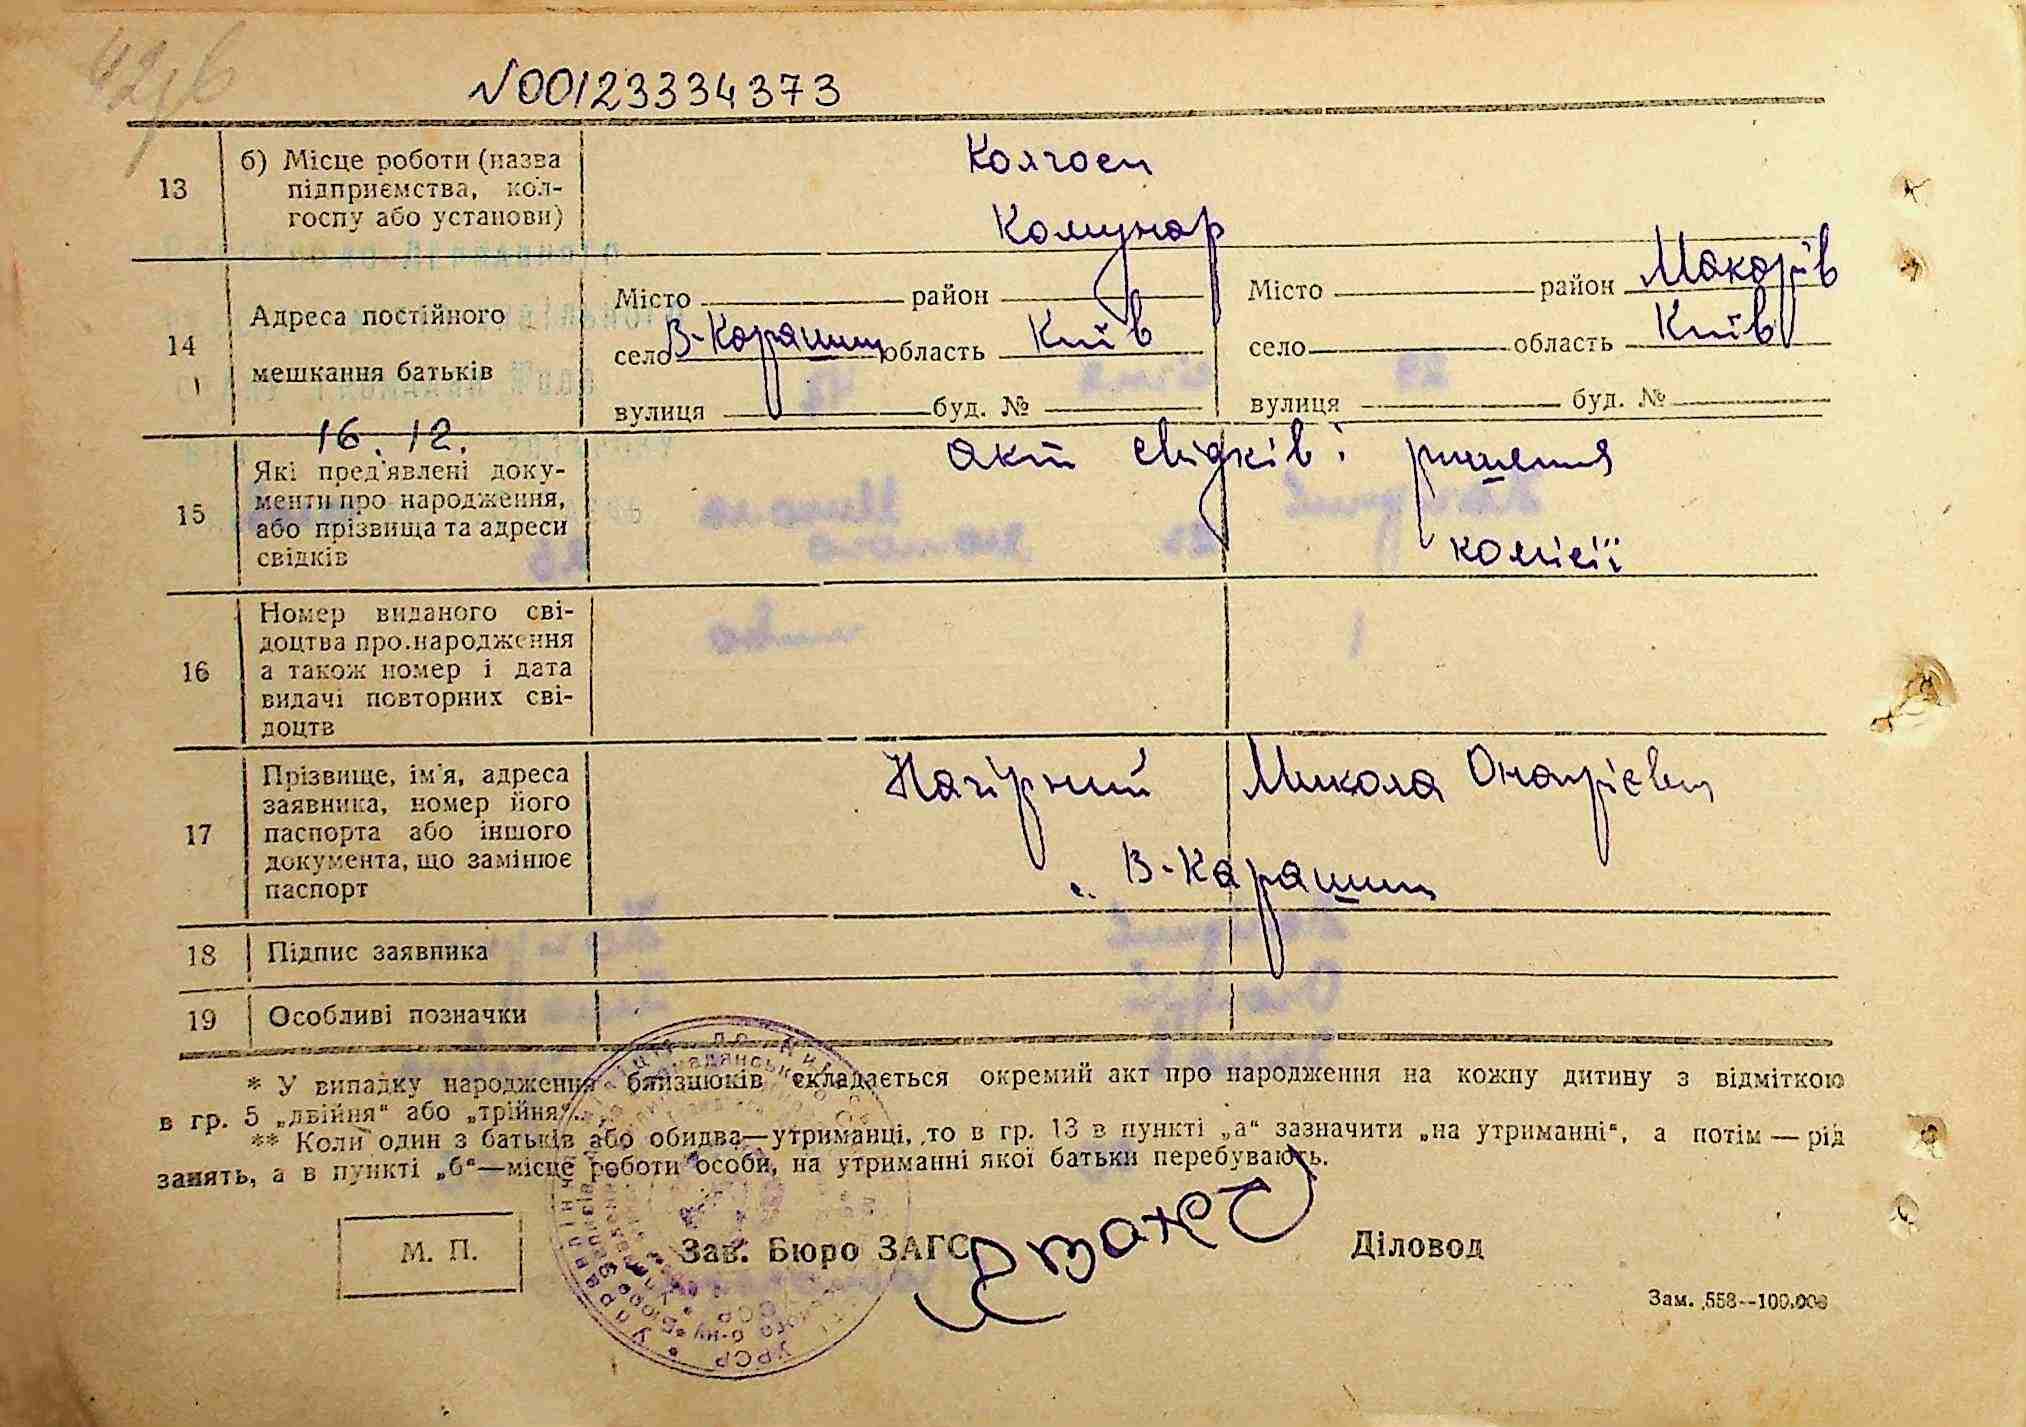 42/б
№00123334373
13
б) Місце роботи (назва
підприємства, кол-
госпу або установи)
Колгосп
Комунар
14
Адреса постійного
мешкання батьків
Місто район
село В-Карашин область Київ
вулиця буд. №
Місто район Макарів
село область Київ
вулиця буд. №
16. 12.
15
Які пред'явлені доку-
менти про народження,
або прізвища та адреси
свідків
акт свідків і рішення
комісії
16
Номер виданого сві-
доцтва про народження
а також номер і дата
видачі повторних сві-
доцтв
17
Прізвище, ім'я, адреса
заявника, номер його
паспорта або іншого
документа, що замінює
паспорт
Нагірний Микола Онапрієвич
с. В-Карашин
18 Підпис заявника
19 Особливі позначки
* У випадку народження близнюків складається окремий акт про народження на кожну дитину з відміткою
в гр. 5 „двійня“ або „трійня“.
** Коли один з батьків або обидва—утриманці, то в гр. 13 в пункті „а“ зазначити „на утриманні“, а потім — рід
занять, а в пункті „б“—місце роботи особи, на утриманні якої батьки перебувають.
М. П.
Зав. Бюро ЗАГС
Діловод
Зам. 558--100.000